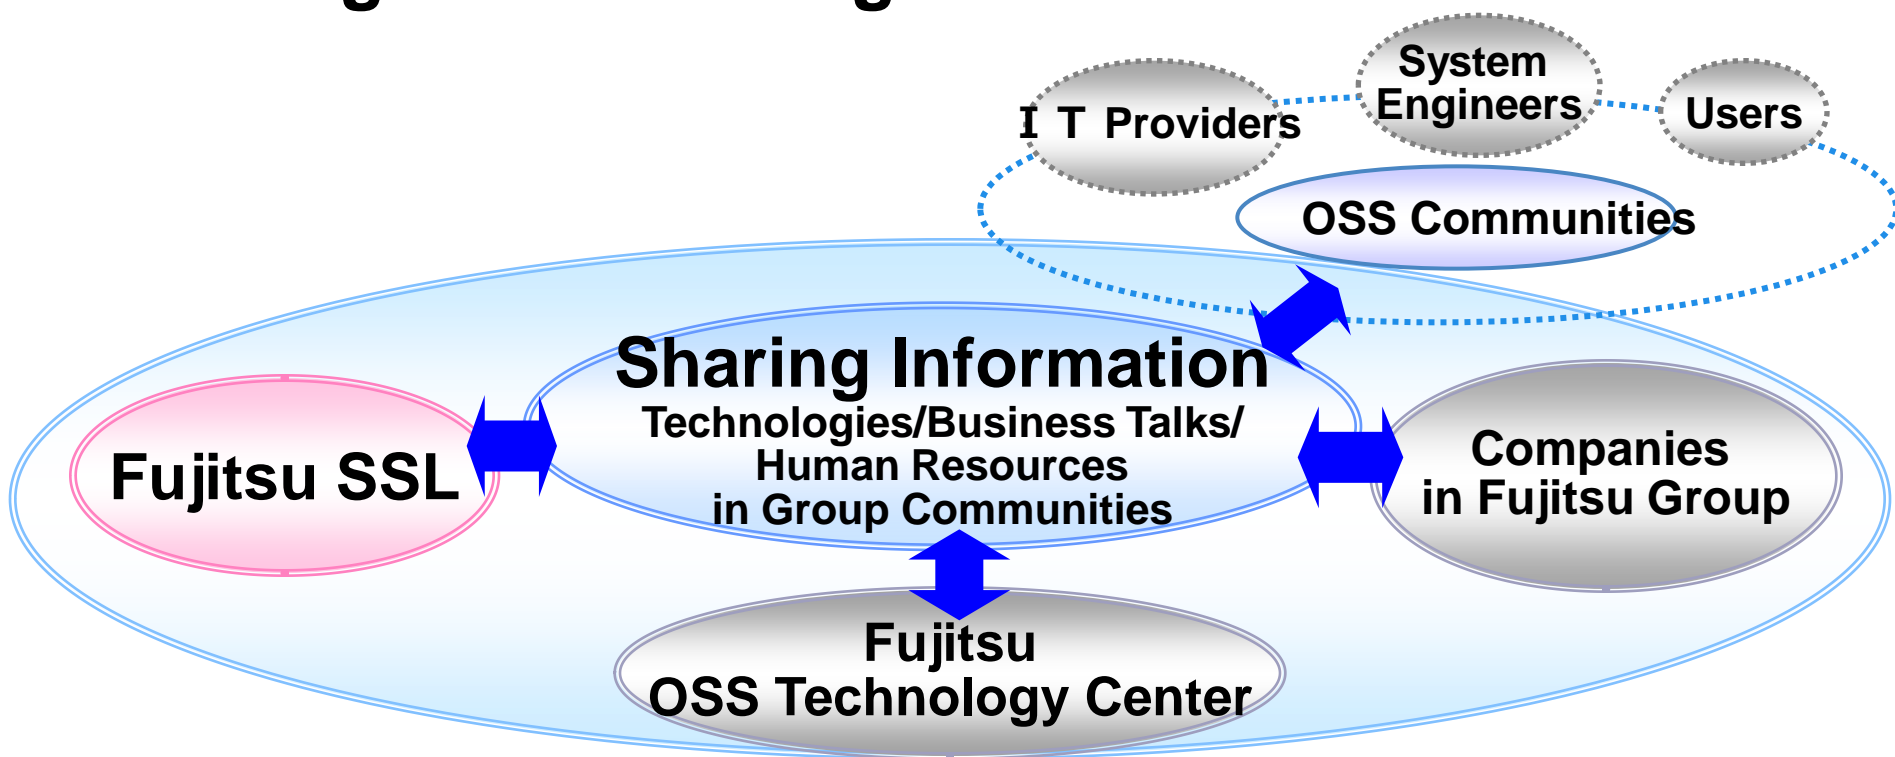 System
Engineers
I T Providers
Users
OSS Communities
Sharing Information
Technologies/Business Talks/
Human Resources
in Group Communities
Fujitsu SSL
Companies
in Fujitsu Group
Fujitsu
OSS Technology Center